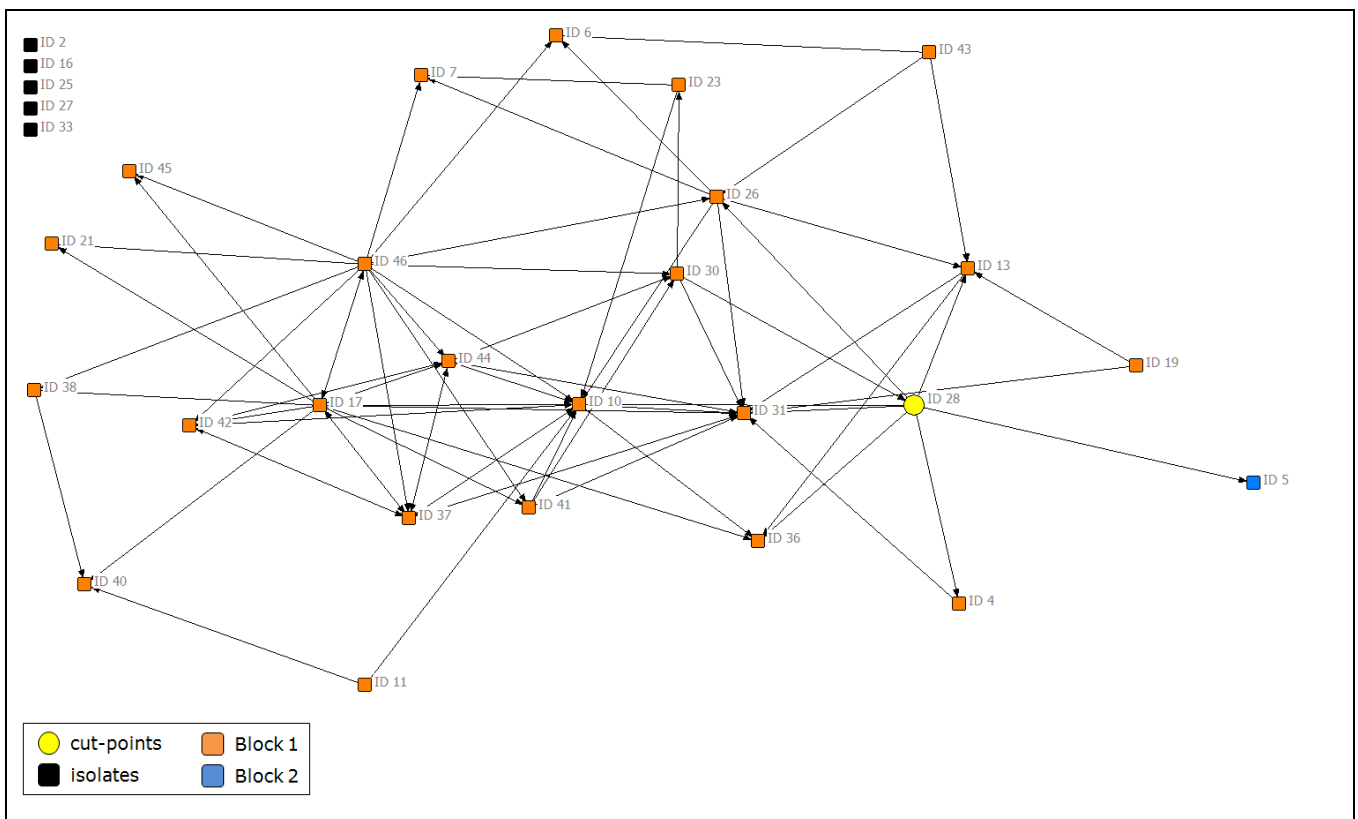 ID 6
ID 2
ID 43
ID 16
ID 7
ID 23
ID 25
ID 27
ID 33
ID 45
ID 26
ID 21
ID 46
ID 13
ID 30
ID 44
ID 19
ID 38
ID 17
ID 10
ID 28
ID 31
ID 42
ID 5
ID 41
ID 37
ID 36
ID 40
ID 4
ID 11
cut-points
Block 1
isolates
Block 2